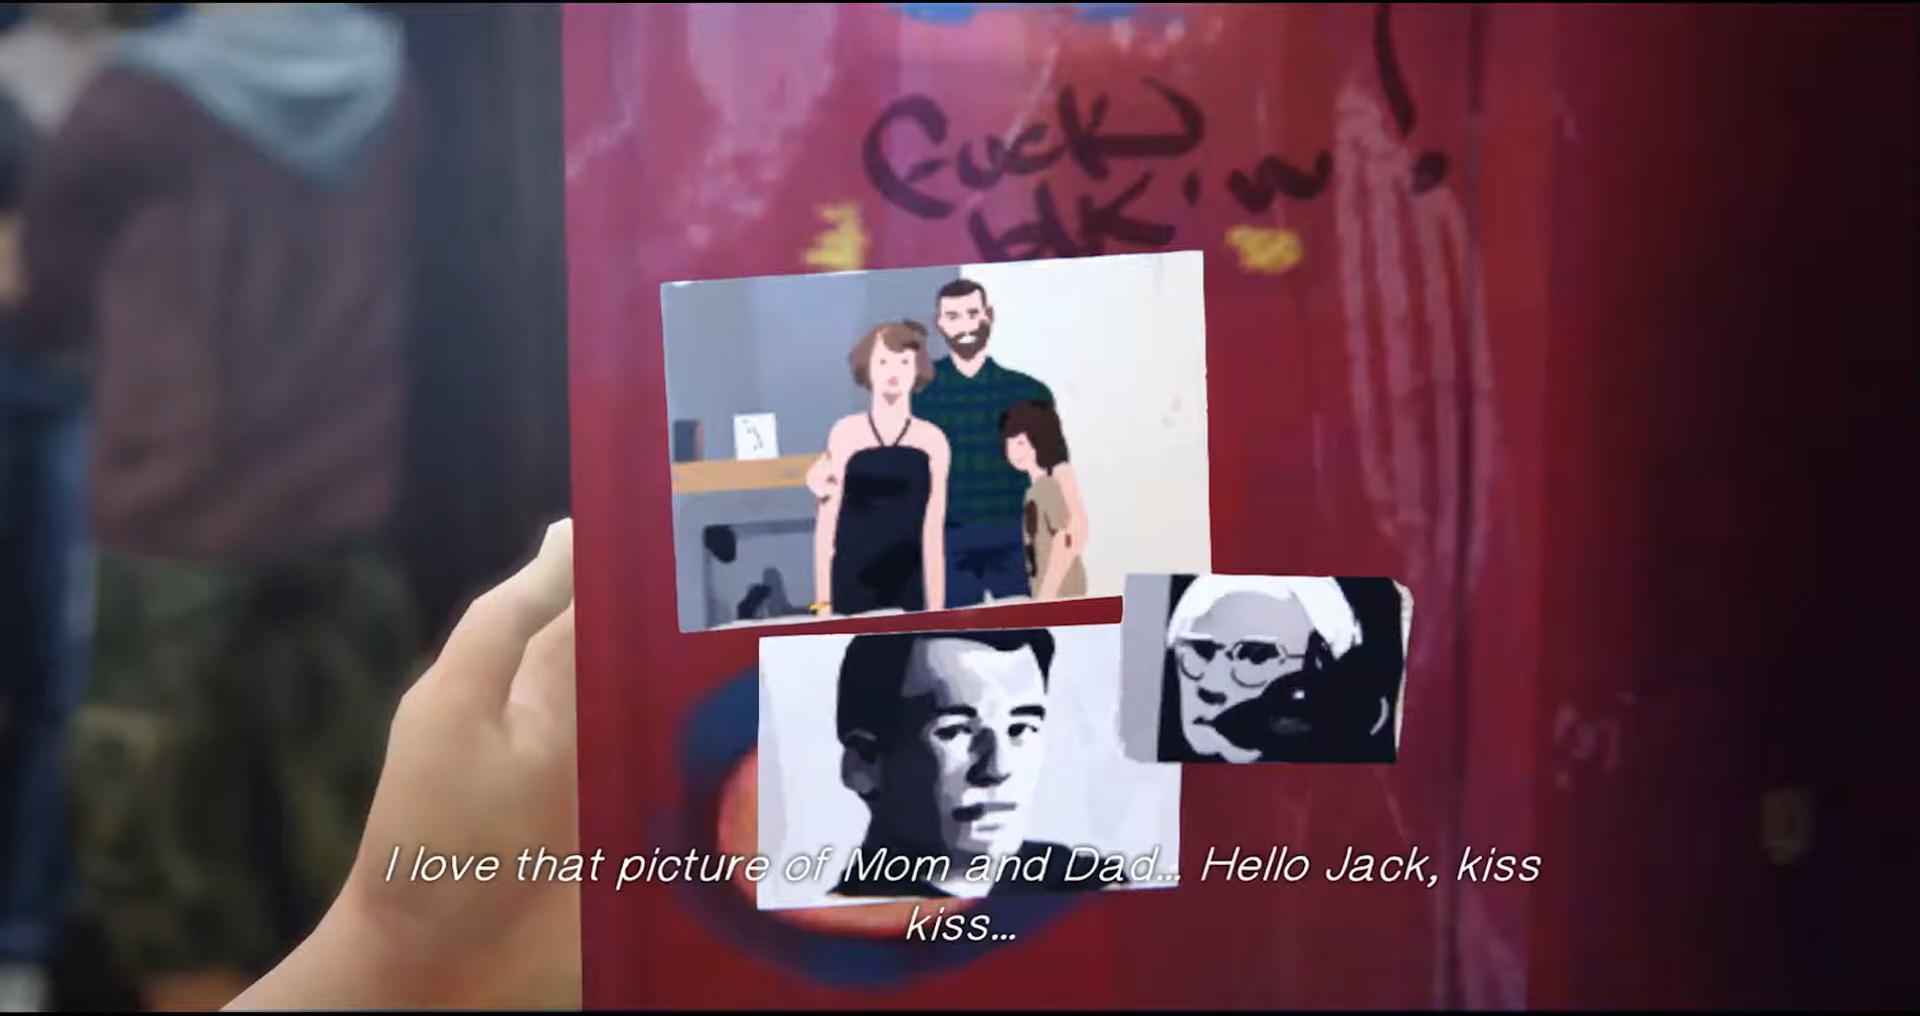 Fuck
I love that picture of Mom and Dad... Hello Jack, kiss
kiss...